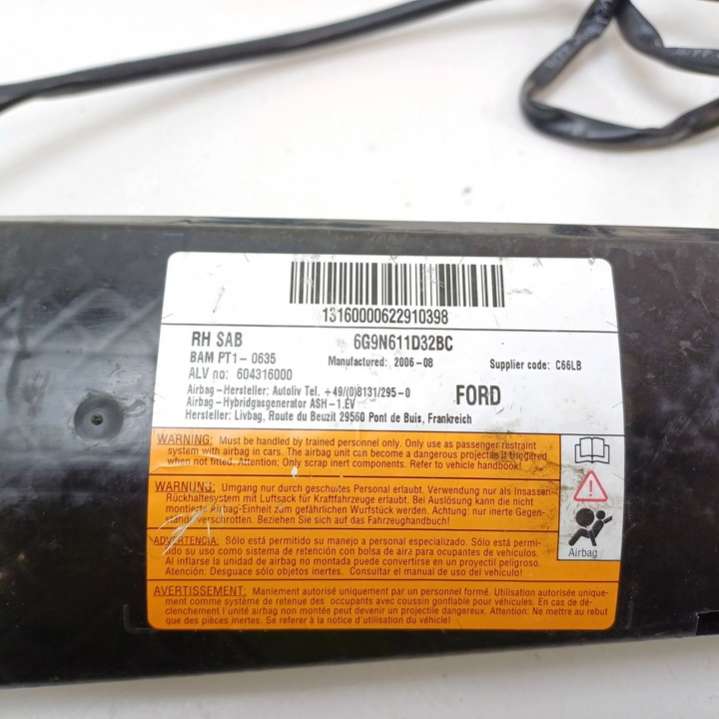 13160000622910398
RH SAB
6G9N611D32BC
BAM PT1- 0635
Manufactured: 2006-08
Supplier code: C66LB
ALV no: 604316000
FORD
Airbag-Hersteller: Autoliv Tel. +49/(0)8131/295-0
Airbag-Hybridgasgenerator ASH-1.EV
Hersteller: Livbag, Route du Beuzit 29560 Pont de Buis, Frankreich
WARNING: Must be handled by trained personnel only. Only use as passenger restraint
system with airbag in cars. The airbag unit can become a dangerous projectile if triggered
when not fitted. Attention: Only scrap inert components. Refer to vehicle handbook!
WARNUNG: Umgang nur durch geschultes Personal erlaubt. Verwendung nur als Insassen-
Rückhaltesystem mit Luftsack für Kraftfahrzeuge erlaubt. Bei Auslösung kann die nicht
montierte Airbag-Einheit zum gefährlichen Wurfstück werden. Achtung: nur inerte Gegen-
stände verschrotten. Beziehen Sie sich auf das Fahrzeughandbuch!
ADVERTENCIA: Sólo está permitido su manejo a personal especializado. Sólo permi-
tido su uso como sistema de retención con bolsa de aire para ocupantes de vehículos.
Al inflarse la unidad de airbag no montada puede convertirse en un proyectil peligroso.
Atención: Desguace sólo objetos inertes. Consultar el manual de uso del vehículo!
AVERTISSEMENT: Maniement autorisé uniquement par un personnel formé. Utilisation autorisée unique-
ment comme système de retenue des occupants avec coussin gonflable pour véhicules. En cas de dé-
clenchement l'unité airbag non montée peut devenir un projectile dangereux. Attention: Ne mettre au rebut
que des pièces inertes. Se referer à la notice d'utilisation du véhicule!
Airbag